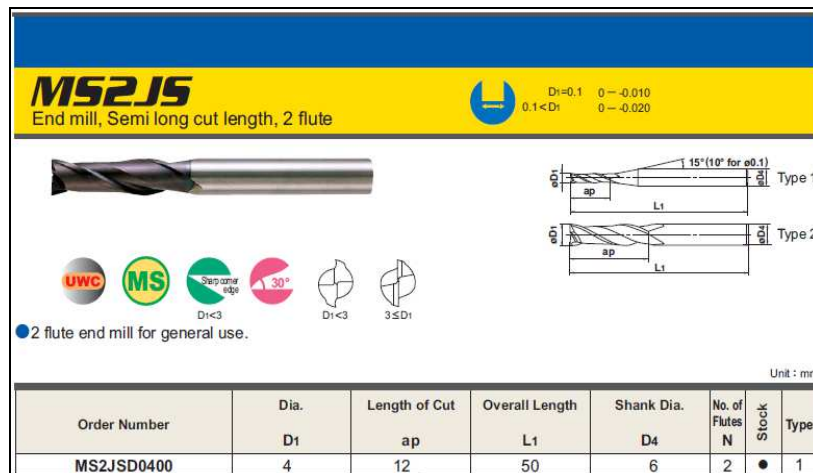 MS2JS
End mill, Semi long cut length, 2 flute
D1=0.1 0 — -0.010
0.1<D1 0 — -0.020
15° (10° for ø0.1)
øD1 ap L1 øD4 Type 1
øD1 ap L1 øD4 Type 2
UWC MS Sharp corner edge 30°
D1<3 D1<3 3≤D1
●2 flute end mill for general use.
Unit : mm
Order Number Dia. D1 Length of Cut ap Overall Length L1 Shank Dia. D4 No. of Flutes N Stock Type
MS2JSD0400 4 12 50 6 2 ● 1